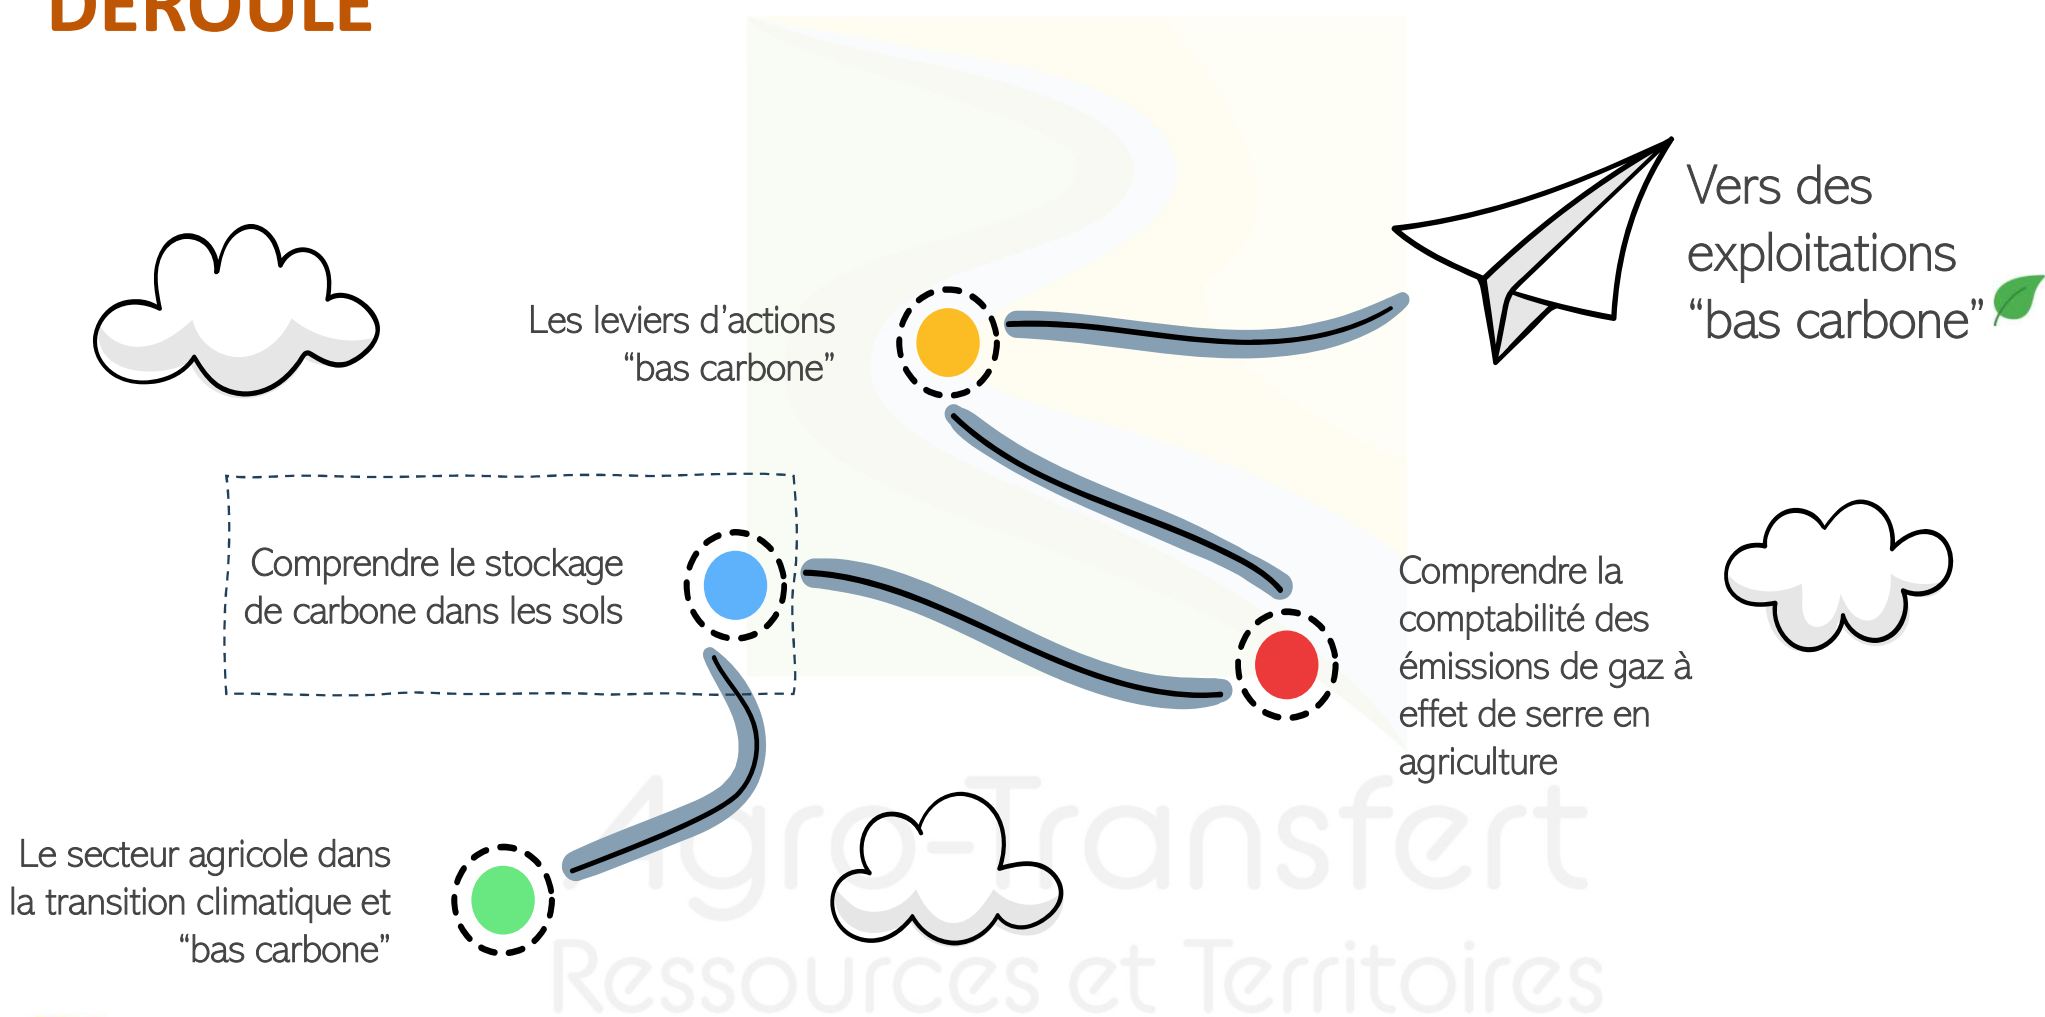 DÉROULÉ
Vers des
exploitations
“bas carbone”
Les leviers d’actions
“bas carbone”
Comprendre le stockage
de carbone dans les sols
Comprendre la
comptabilité des
émissions de gaz à
effet de serre en
agriculture
Le secteur agricole dans
la transition climatique et
“bas carbone”
Agro-Transfert
Ressources et Territoires